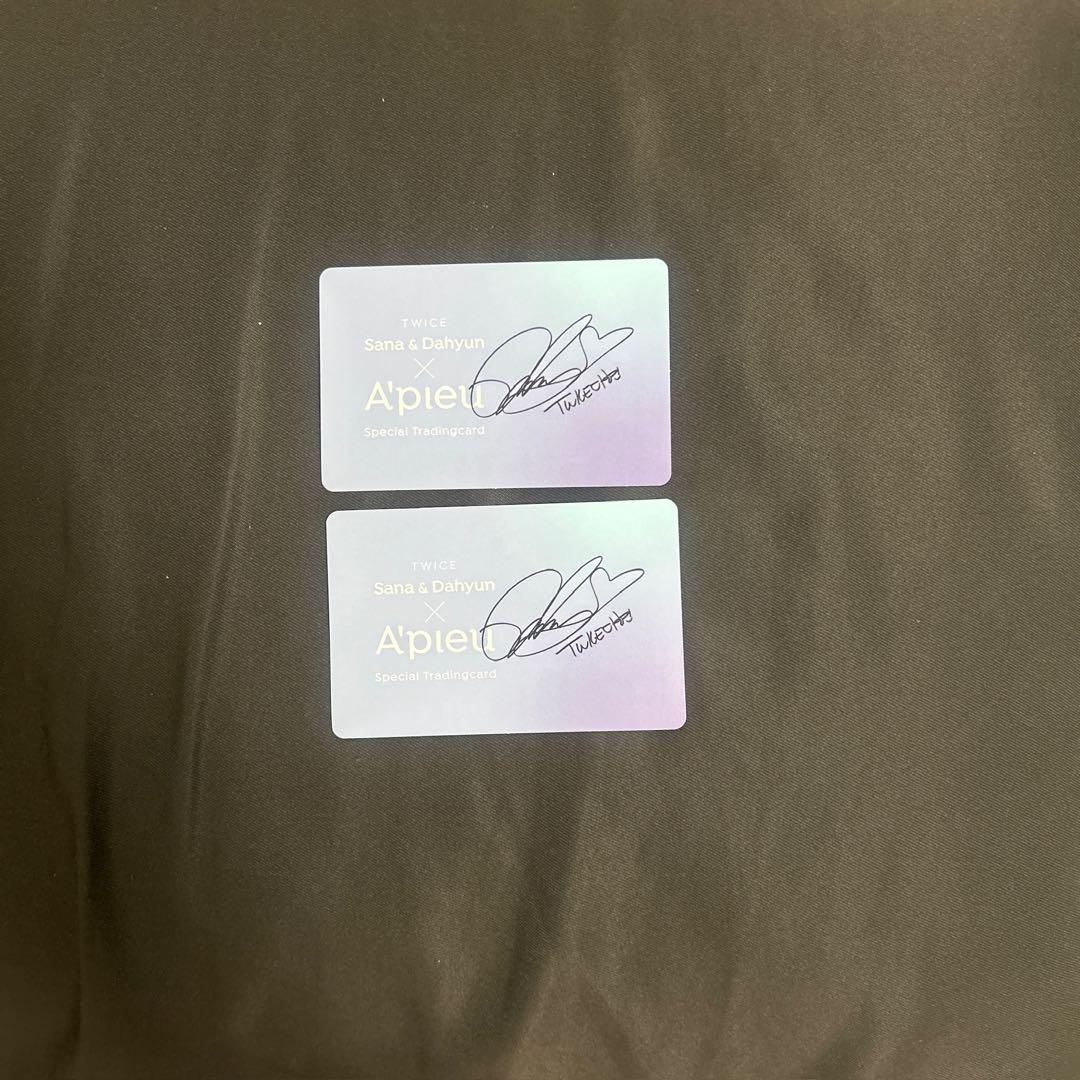 TWICE
Sana & Dahyun
×
A'pieu
Special Tradingcard
TWICE
Sana & Dahyun
×
A'pieu
Special Tradingcard